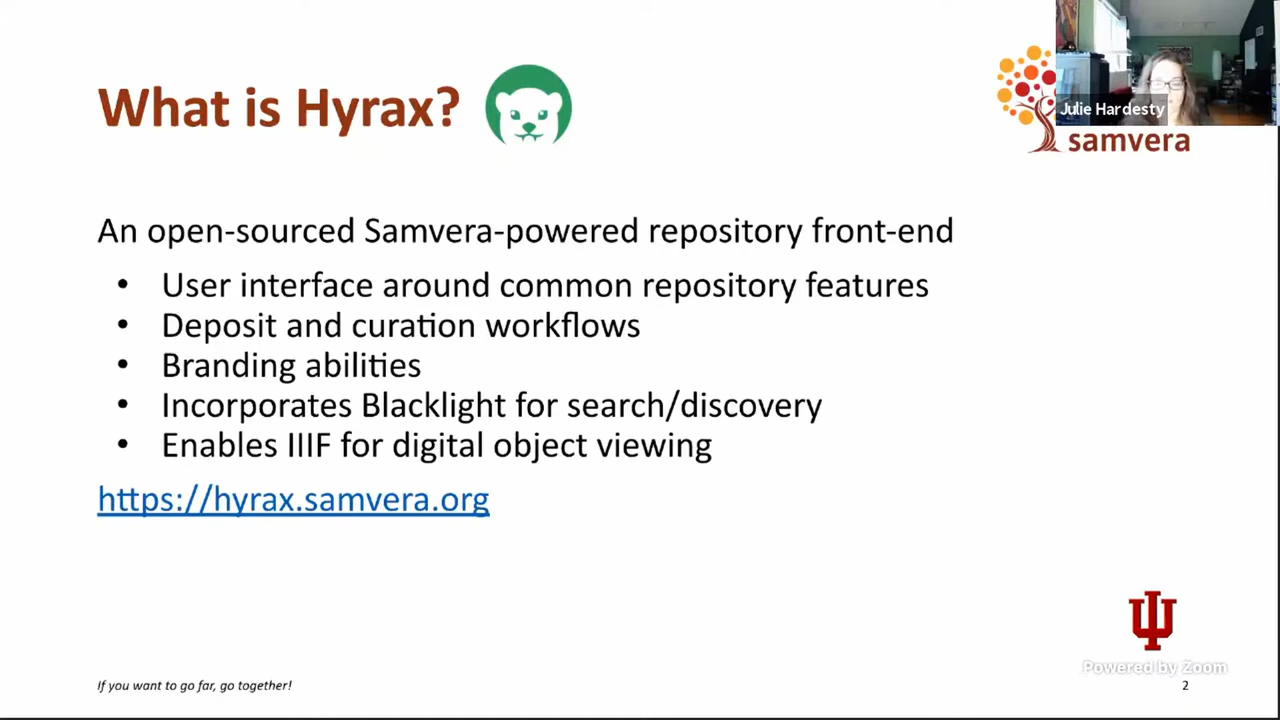 What is Hyrax?
Julie Hardesty
samvera
An open-sourced Samvera-powered repository front-end
• User interface around common repository features
• Deposit and curation workflows
• Branding abilities
• Incorporates Blacklight for search/discovery
• Enables IIIF for digital object viewing
https://hyrax.samvera.org
Powered by Zoom
If you want to go far, go together!
2